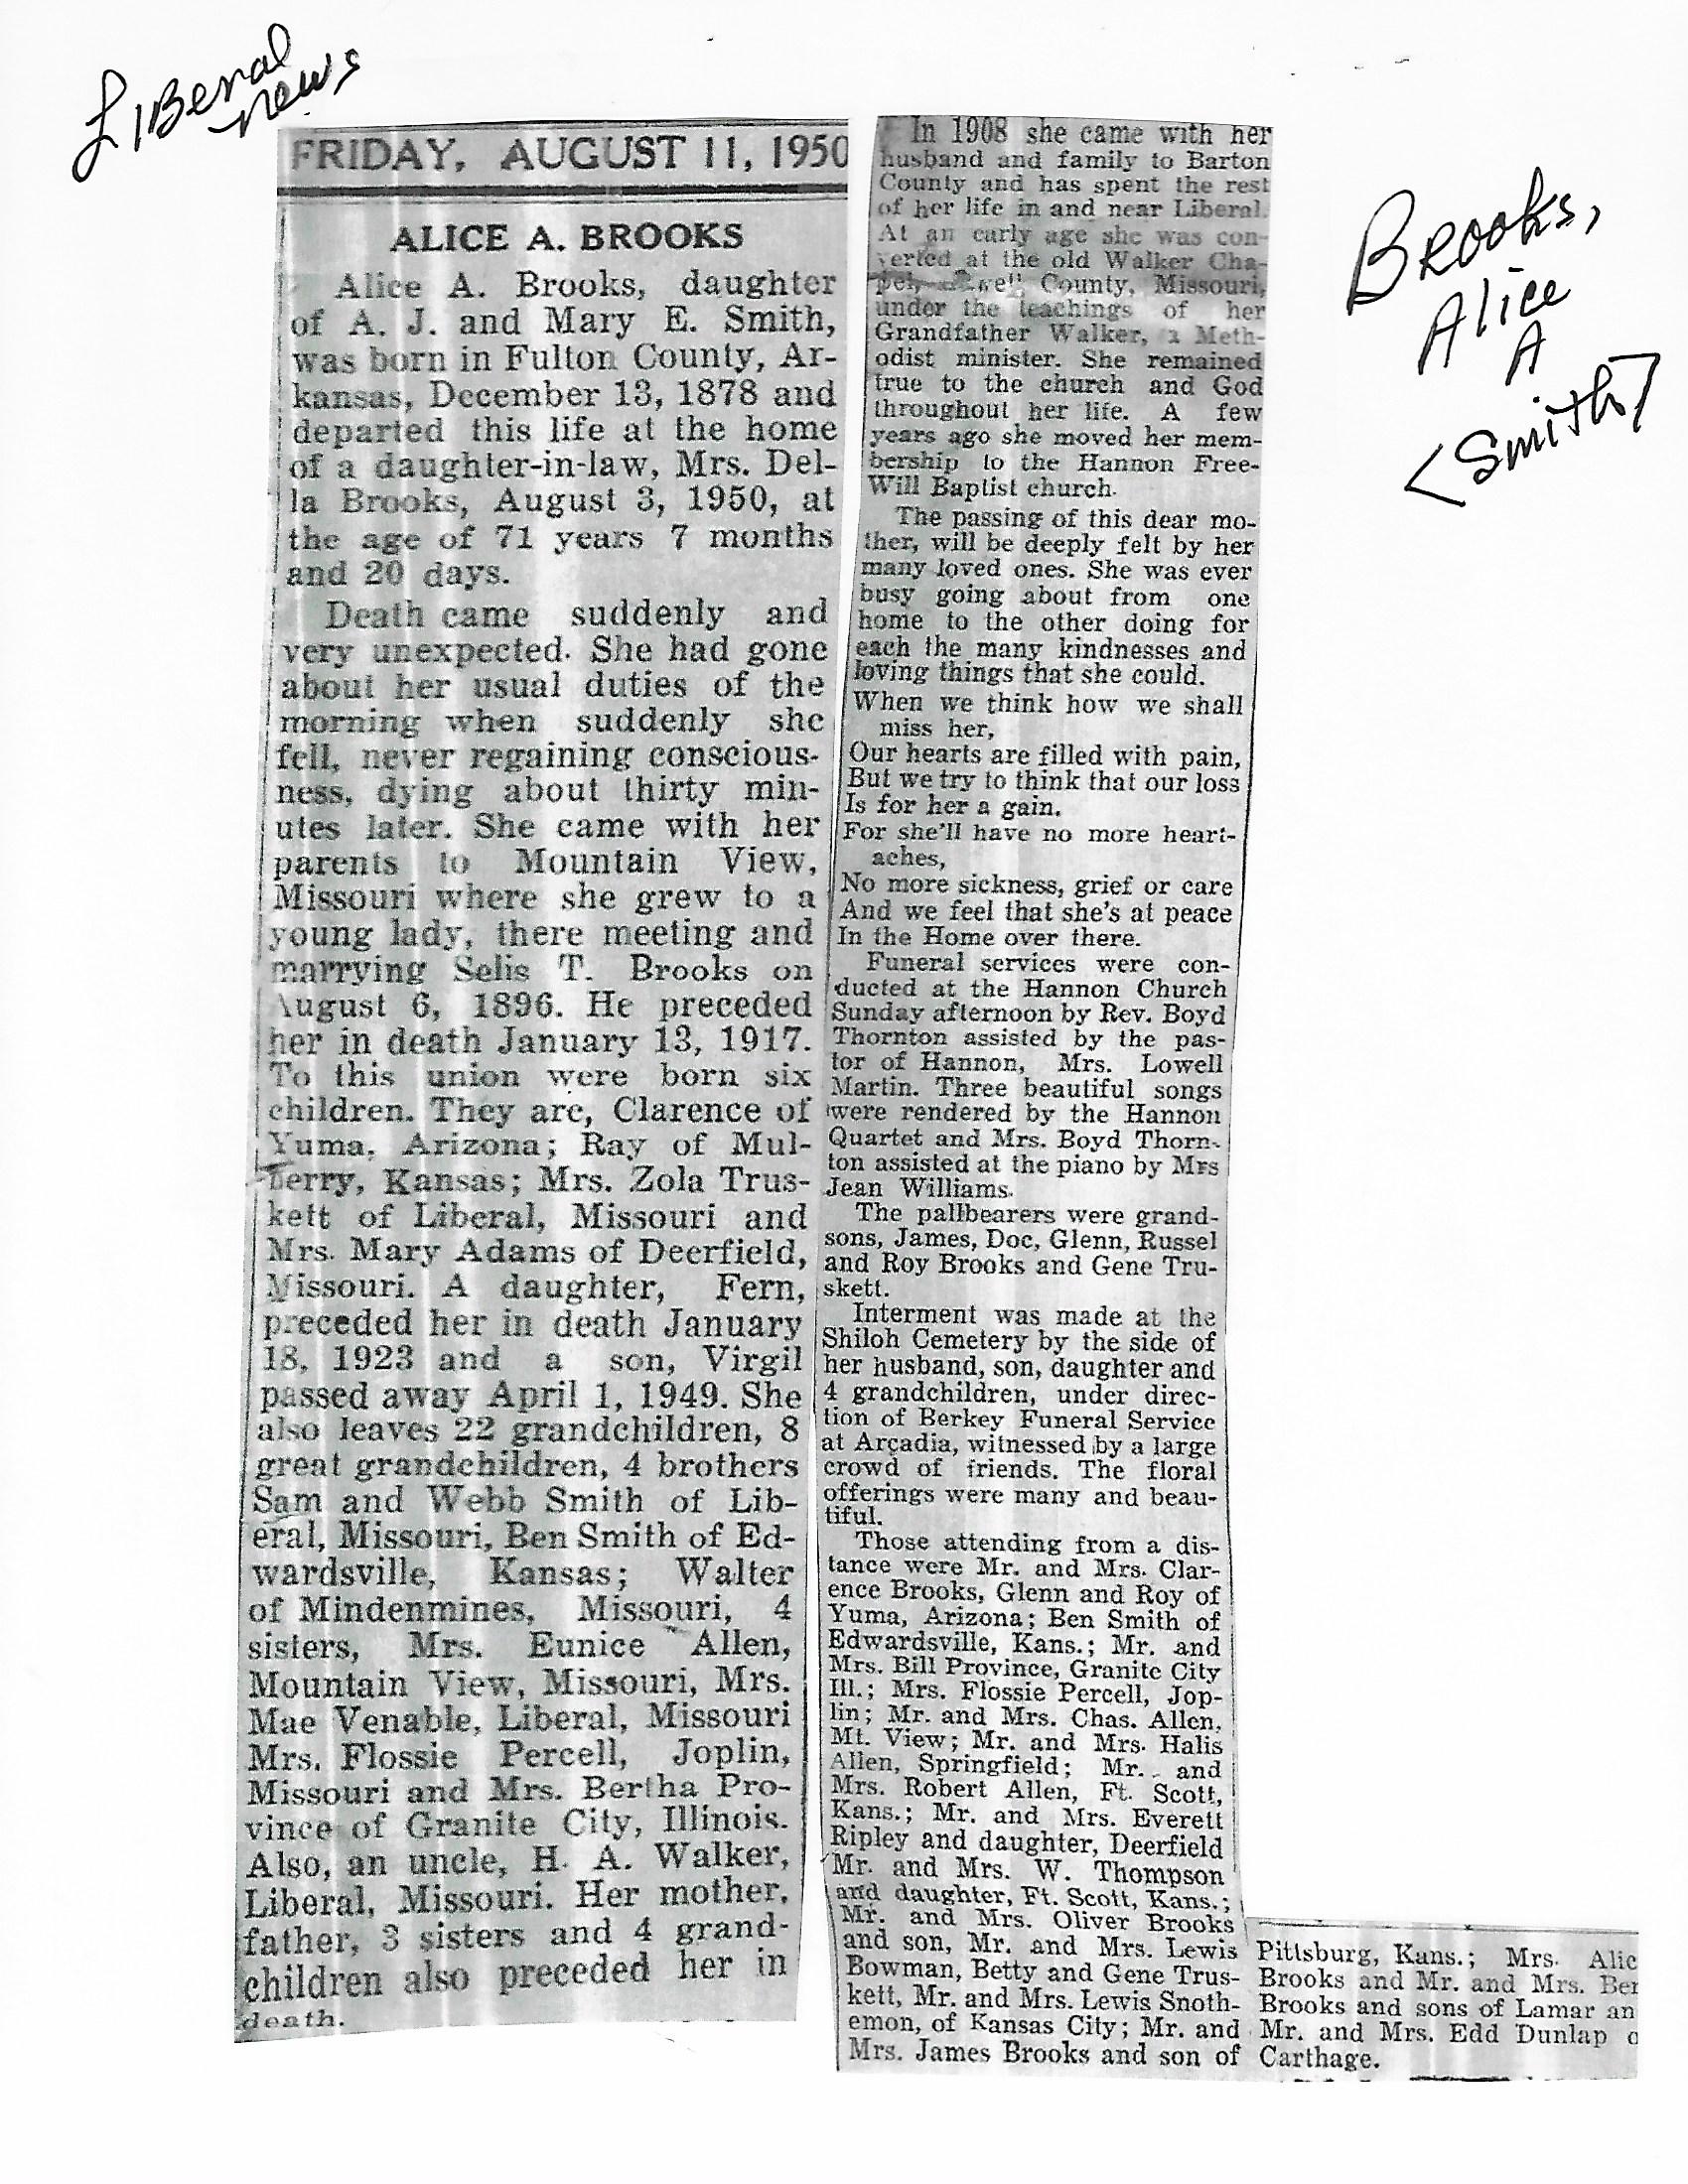 LIBeral
News
FRIDAY, AUGUST 11, 1950
ALICE A. BROOKS
Alice A. Brooks, daughter
of A. J. and Mary E. Smith,
was born in Fulton County, Ar-
kansas, December 13, 1878 and
departed this life at the home
of a daughter-in-law, Mrs. Del-
la Brooks, August 3, 1950, at
the age of 71 years 7 months
and 20 days.
Death came suddenly and
very unexpected. She had gone
about her usual duties of the
morning when suddenly she
fell, never regaining conscious-
ness, dying about thirty min-
utes later. She came with her
parents to Mountain View,
Missouri where she grew to a
young lady, there meeting and
marrying Selis T. Brooks on
August 6, 1896. He preceded
her in death January 13, 1917.
To this union were born six
children. They are, Clarence of
Yuma, Arizona; Ray of Mul-
berry, Kansas; Mrs. Zola Trus-
kett of Liberal, Missouri and
Mrs. Mary Adams of Deerfield,
Missouri. A daughter, Fern,
preceded her in death January
18, 1923 and a son, Virgil
passed away April 1, 1949. She
also leaves 22 grandchildren, 8
great grandchildren, 4 brothers
Sam and Webb Smith of Lib-
eral, Missouri, Ben Smith of Ed-
wardsville, Kansas; Walter
of Mindenmines, Missouri, 4
sisters, Mrs. Eunice Allen,
Mountain View, Missouri, Mrs.
Mae Venable, Liberal, Missouri
Mrs. Flossie Percell, Joplin,
Missouri and Mrs. Bertha Pro-
vince of Granite City, Illinois.
Also, an uncle, H. A. Walker,
Liberal, Missouri. Her mother,
father, 3 sisters and 4 grand-
children also preceded her in
death.
In 1908 she came with her
husband and family to Barton
County and has spent the rest
of her life in and near Liberal.
At an early age she was con-
verted at the old Walker Cha-
County, Missouri,
under the teachings of her
Grandfather Walker, a Meth-
odist minister. She remained
true to the church and God
throughout her life. A few
years ago she moved her mem-
bership to the Hannon Free-
Will Baptist church.
The passing of this dear mo-
ther, will be deeply felt by her
many loved ones. She was ever
busy going about from one
home to the other doing for
each the many kindnesses and
loving things that she could.
When we think how we shall
miss her,
Our hearts are filled with pain,
But we try to think that our loss
Is for her a gain.
For she'll have no more heart-
aches,
No more sickness, grief or care
And we feel that she's at peace
In the Home over there.
Funeral services were con-
ducted at the Hannon Church
Sunday afternoon by Rev. Boyd
Thornton assisted by the pas-
tor of Hannon, Mrs. Lowell
Martin. Three beautiful songs
were rendered by the Hannon
Quartet and Mrs. Boyd Thorn-
ton assisted at the piano by Mrs
Jean Williams.
The pallbearers were grand-
sons, James, Doc, Glenn, Russel
and Roy Brooks and Gene Tru-
skett.
Interment was made at the
Shiloh Cemetery by the side of
her husband, son, daughter and
4 grandchildren, under direc-
tion of Berkey Funeral Service
at Arcadia, witnessed by a large
crowd of friends. The floral
offerings were many and beau-
tiful.
Those attending from a dis-
tance were Mr. and Mrs. Clar-
ence Brooks, Glenn and Roy of
Yuma, Arizona; Ben Smith of
Edwardsville, Kans.; Mr. and
Mrs. Bill Province, Granite City
Ill.; Mrs. Flossie Percell, Jop-
lin; Mr. and Mrs. Chas. Allen,
Mt. View; Mr. and Mrs. Halis
Allen, Springfield; Mr. and
Mrs. Robert Allen, Ft. Scott,
Kans.; Mr. and Mrs. Everett
Ripley and daughter, Deerfield
Mr. and Mrs. W. Thompson
and daughter, Ft. Scott, Kans.;
Mr. and Mrs. Oliver Brooks
and son, Mr. and Mrs. Lewis
Bowman, Betty and Gene Trus-
kett, Mr. and Mrs. Lewis Snoth-
emon, of Kansas City; Mr. and
Mrs. James Brooks and son of
Pittsburg, Kans.; Mrs. Alic
Brooks and Mr. and Mrs. Ber
Brooks and sons of Lamar an
Mr. and Mrs. Edd Dunlap o
Carthage.
Brooks,
Alice
A
<Smith>